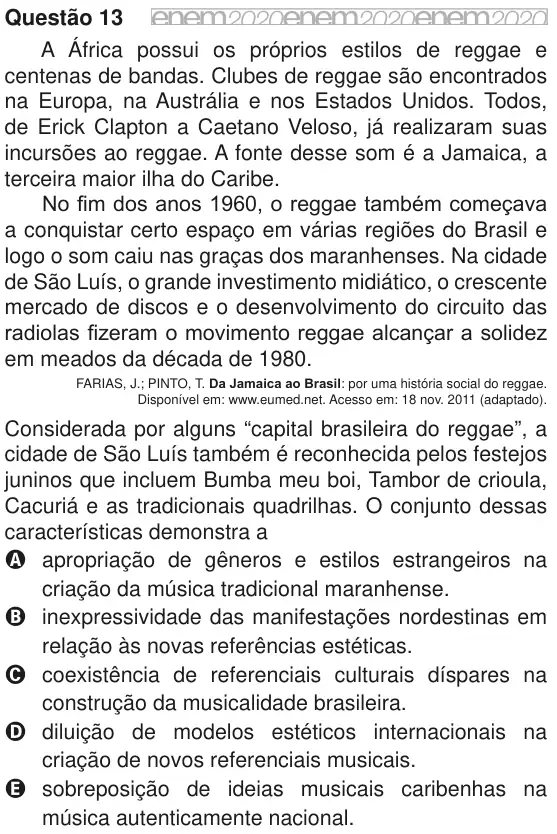 Questão 13 enem2020enem2020enem2020
A África possui os próprios estilos de reggae e
centenas de bandas. Clubes de reggae são encontrados
na Europa, na Austrália e nos Estados Unidos. Todos,
de Erick Clapton a Caetano Veloso, já realizaram suas
incursões ao reggae. A fonte desse som é a Jamaica, a
terceira maior ilha do Caribe.
No fim dos anos 1960, o reggae também começava
a conquistar certo espaço em várias regiões do Brasil e
logo o som caiu nas graças dos maranhenses. Na cidade
de São Luís, o grande investimento midiático, o crescente
mercado de discos e o desenvolvimento do circuito das
radiolas fizeram o movimento reggae alcançar a solidez
em meados da década de 1980.
FARIAS, J.; PINTO, T. Da Jamaica ao Brasil: por uma história social do reggae.
Disponível em: www.eumed.net. Acesso em: 18 nov. 2011 (adaptado).
Considerada por alguns “capital brasileira do reggae”, a
cidade de São Luís também é reconhecida pelos festejos
juninos que incluem Bumba meu boi, Tambor de crioula,
Cacuriá e as tradicionais quadrilhas. O conjunto dessas
características demonstra a
A apropriação de gêneros e estilos estrangeiros na
criação da música tradicional maranhense.
B inexpressividade das manifestações nordestinas em
relação às novas referências estéticas.
C coexistência de referenciais culturais díspares na
construção da musicalidade brasileira.
D diluição de modelos estéticos internacionais na
criação de novos referenciais musicais.
E sobreposição de ideias musicais caribenhas na
música autenticamente nacional.